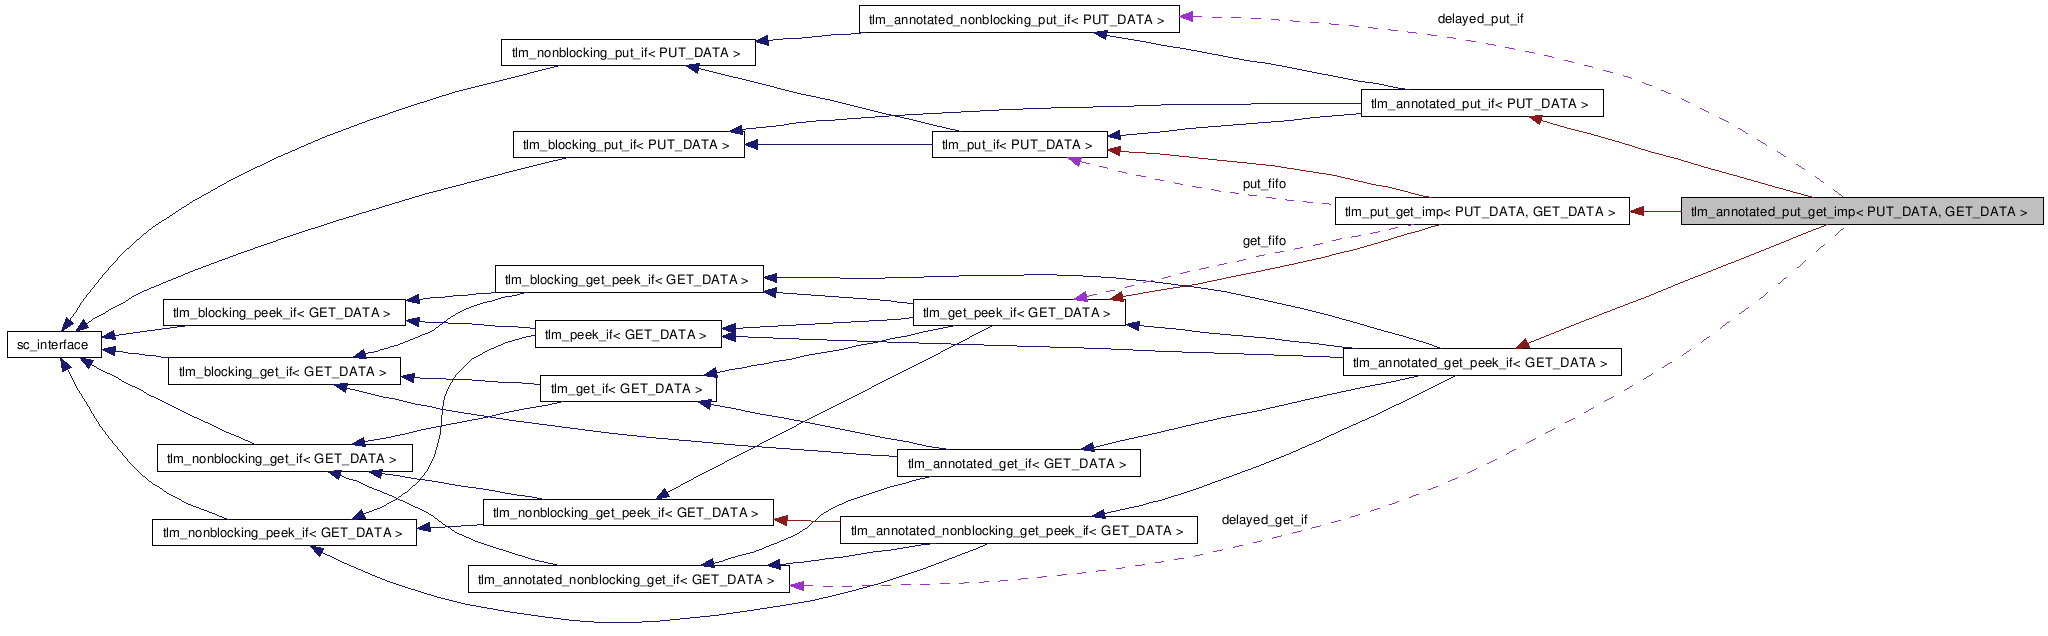 tlm_annotated_nonblocking_put_if< PUT_DATA >
delayed_put_if
tlm_nonblocking_put_if< PUT_DATA >
tlm_annotated_put_if< PUT_DATA >
tlm_blocking_put_if< PUT_DATA >
tlm_put_if< PUT_DATA >
put_fifo
tlm_put_get_imp< PUT_DATA, GET_DATA >
tlm_annotated_put_get_imp< PUT_DATA, GET_DATA >
get_fifo
tlm_blocking_get_peek_if< GET_DATA >
tlm_blocking_peek_if< GET_DATA >
tlm_get_peek_if< GET_DATA >
tlm_peek_if< GET_DATA >
sc_interface
tlm_annotated_get_peek_if< GET_DATA >
tlm_blocking_get_if< GET_DATA >
tlm_get_if< GET_DATA >
tlm_nonblocking_get_if< GET_DATA >
tlm_annotated_get_if< GET_DATA >
tlm_nonblocking_get_peek_if< GET_DATA >
delayed_get_if
tlm_nonblocking_peek_if< GET_DATA >
tlm_annotated_nonblocking_get_peek_if< GET_DATA >
tlm_annotated_nonblocking_get_if< GET_DATA >